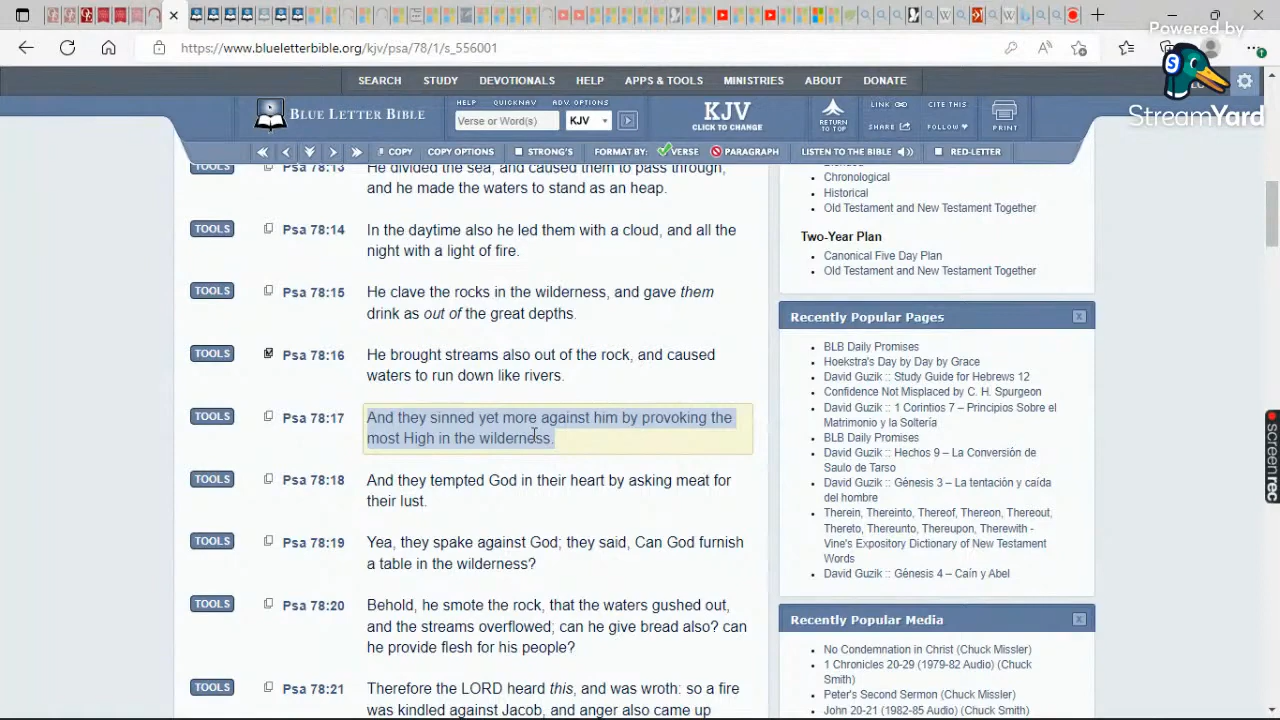 Powered by
StreamYard
https://www.blueletterbible.org/kjv/psa/78/1/s_556001
SEARCH STUDY DEVOTIONALS HELP APPS & TOOLS MINISTRIES ABOUT DONATE
BLUE LETTER BIBLE
HELP QUICKNAV ADV. OPTIONS
Verse or Word(s) KJV
KJV
CLICK TO CHANGE
RETURN
TO TOP
LINK CITE THIS
SHARE FOLLOW
PRINT
COPY COPY OPTIONS STRONG'S FORMAT BY: VERSE PARAGRAPH LISTEN TO THE BIBLE RED-LETTER
TOOLS Psa 78:13 He divided the sea, and caused them to pass through,
and he made the waters to stand as an heap.
TOOLS Psa 78:14 In the daytime also he led them with a cloud, and all the
night with a light of fire.
TOOLS Psa 78:15 He clave the rocks in the wilderness, and gave them
drink as out of the great depths.
TOOLS Psa 78:16 He brought streams also out of the rock, and caused
waters to run down like rivers.
TOOLS Psa 78:17 And they sinned yet more against him by provoking the
most High in the wilderness.
TOOLS Psa 78:18 And they tempted God in their heart by asking meat for
their lust.
TOOLS Psa 78:19 Yea, they spake against God; they said, Can God furnish
a table in the wilderness?
TOOLS Psa 78:20 Behold, he smote the rock, that the waters gushed out,
and the streams overflowed; can he give bread also? can
he provide flesh for his people?
TOOLS Psa 78:21 Therefore the LORD heard this, and was wroth: so a fire
was kindled against Jacob, and anger also came up
Chronological
Historical
Old Testament and New Testament Together
Two-Year Plan
Canonical Five Day Plan
Old Testament and New Testament Together
Recently Popular Pages
BLB Daily Promises
Hoekstra's Day by Day by Grace
David Guzik :: Study Guide for Hebrews 12
Confidence Not Misplaced by C. H. Spurgeon
David Guzik :: 1 Corintios 7 – Principios Sobre el
Matrimonio y la Soltería
BLB Daily Promises
David Guzik :: Hechos 9 – La Conversión de
Saulo de Tarso
David Guzik :: Génesis 3 – La tentación y caída
del hombre
Therein, Thereinto, Thereof, Thereon, Thereout,
Thereto, Thereunto, Thereupon, Therewith -
Vine's Expository Dictionary of New Testament
Words
David Guzik :: Génesis 4 – Caín y Abel
Recently Popular Media
No Condemnation in Christ (Chuck Missler)
1 Chronicles 20-29 (1979-82 Audio) (Chuck
Smith)
Peter's Second Sermon (Chuck Missler)
John 20-21 (1982-85 Audio) (Chuck Smith)
screenrec